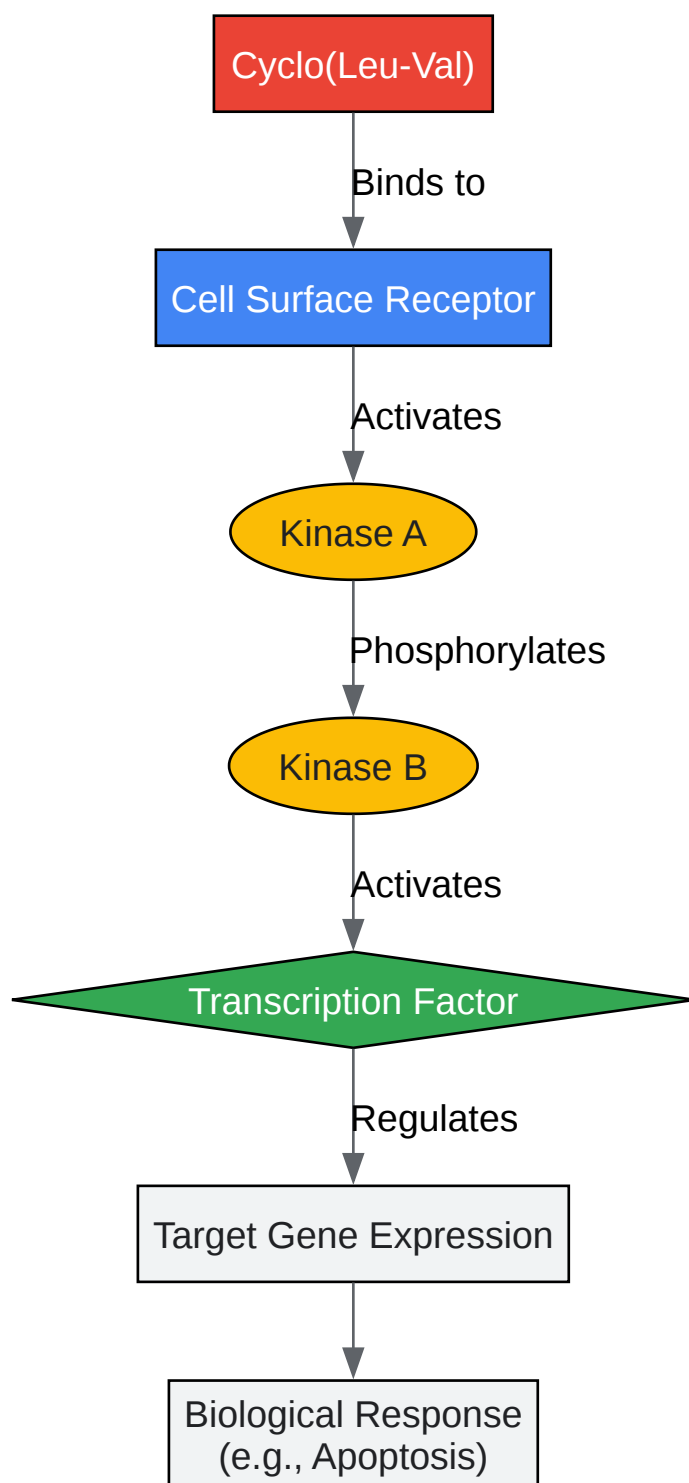 Cyclo(Leu-Val)
Binds to
Cell Surface Receptor
Activates
Kinase A
Phosphorylates
Kinase B
Activates
Transcription Factor
Regulates
Target Gene Expression
Biological Response
(e.g., Apoptosis)